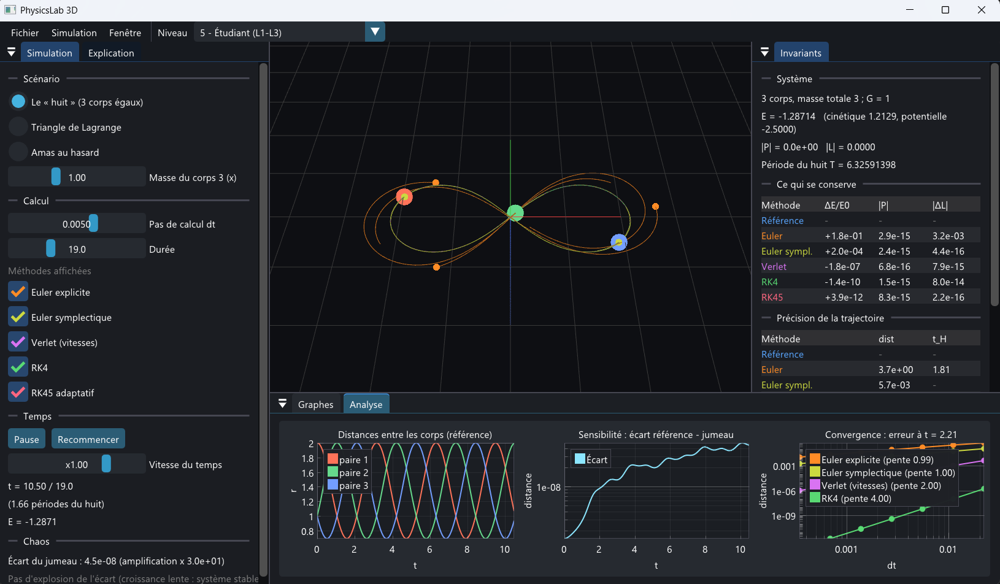 PhysicsLab 3D
Fichier Simulation Fenêtre Niveau 5 - Étudiant (L1-L3)
Simulation Explication
Scénario
Le « huit » (3 corps égaux)
Triangle de Lagrange
Amas au hasard
1.00 Masse du corps 3 (x)
Calcul
0.0050 Pas de calcul dt
19.0 Durée
Méthodes affichées
Euler explicite
Euler symplectique
Verlet (vitesses)
RK4
RK45 adaptatif
Temps
Pause Recommencer
x1.00 Vitesse du temps
t = 10.50 / 19.0
(1.66 périodes du huit)
E = -1.2871
Chaos
Écart du jumeau : 4.5e-08 (amplification x 3.0e+01)
Pas d'explosion de l'écart (croissance lente : système stable
Invariants
Système
3 corps, masse totale 3 ; G = 1
E = -1.28714 (cinétique 1.2129, potentielle
-2.5000)
|P| = 0.0e+00 |L| = 0.0000
Période du huit T = 6.32591398
Ce qui se conserve
Méthode ΔE/E0 |P| |ΔL|
Référence - - -
Euler +1.8e-01 2.9e-15 3.2e-03
Euler sympl. +2.0e-04 2.4e-15 4.4e-16
Verlet -1.8e-07 6.8e-16 7.9e-15
RK4 -1.4e-10 1.5e-15 8.0e-14
RK45 +3.9e-12 8.3e-15 2.2e-16
Précision de la trajectoire
Méthode dist t_H
Référence - -
Euler 3.7e+00 1.81
Euler sympl. 5.7e-03 -
Graphes Analyse
Distances entre les corps (référence)
2
1.8
1.6
1.4
1.2
1
0.8
r
paire 1
paire 2
paire 3
0 2 4 6 8 10
t
Sensibilité : écart référence - jumeau
Écart
distance
1e-08
0 2 4 6 8 10
t
Convergence : erreur à t = 2.21
Euler explicite (pente 0.99)
Euler symplectique (pente 1.00)
Verlet (vitesses) (pente 2.00)
RK4 (pente 4.00)
distance
0.001
1e-06
1e-09
0.001 0.01
dt